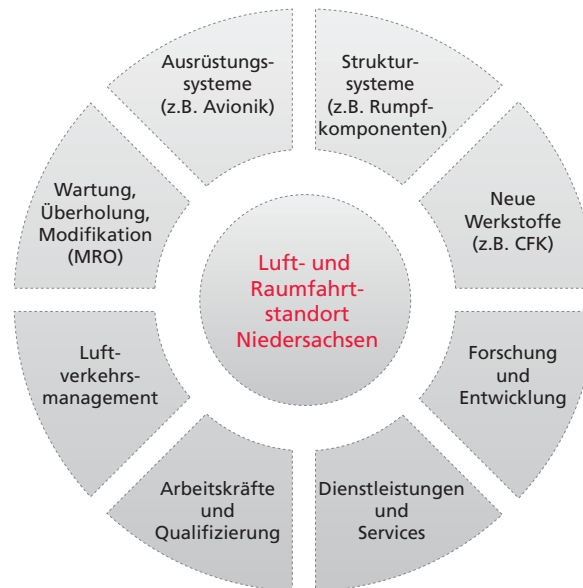 Ausrüstungs-
systeme
(z.B. Avionik)
Struktur-
systeme
(z.B. Rumpf-
komponenten)
Neue
Werkstoffe
(z.B. CFK)
Forschung
und
Entwicklung
Dienstleistungen
und
Services
Arbeitskräfte
und
Qualifizierung
Luft-
verkehrs-
management
Wartung,
Überholung,
Modifikation
(MRO)
Luft- und
Raumfahrt-
standort
Niedersachsen